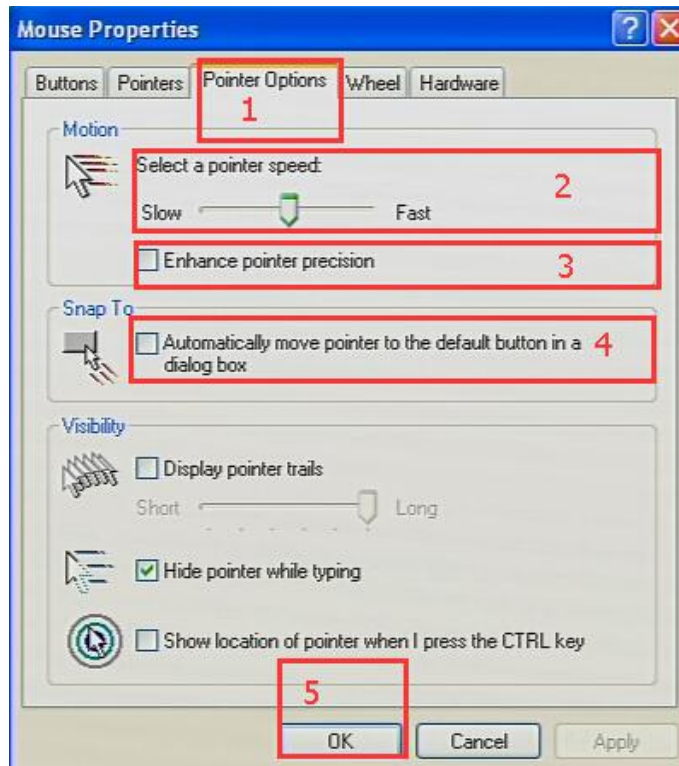 Mouse Properties
?
Buttons Pointers Pointer Options Wheel Hardware
1
Motion
Select a pointer speed:
2
Slow Fast
Enhance pointer precision
3
Snap To
Automatically move pointer to the default button in a
dialog box
4
Visibility
Display pointer trails
Short Long
Hide pointer while typing
Show location of pointer when I press the CTRL key
5
OK Cancel Apply